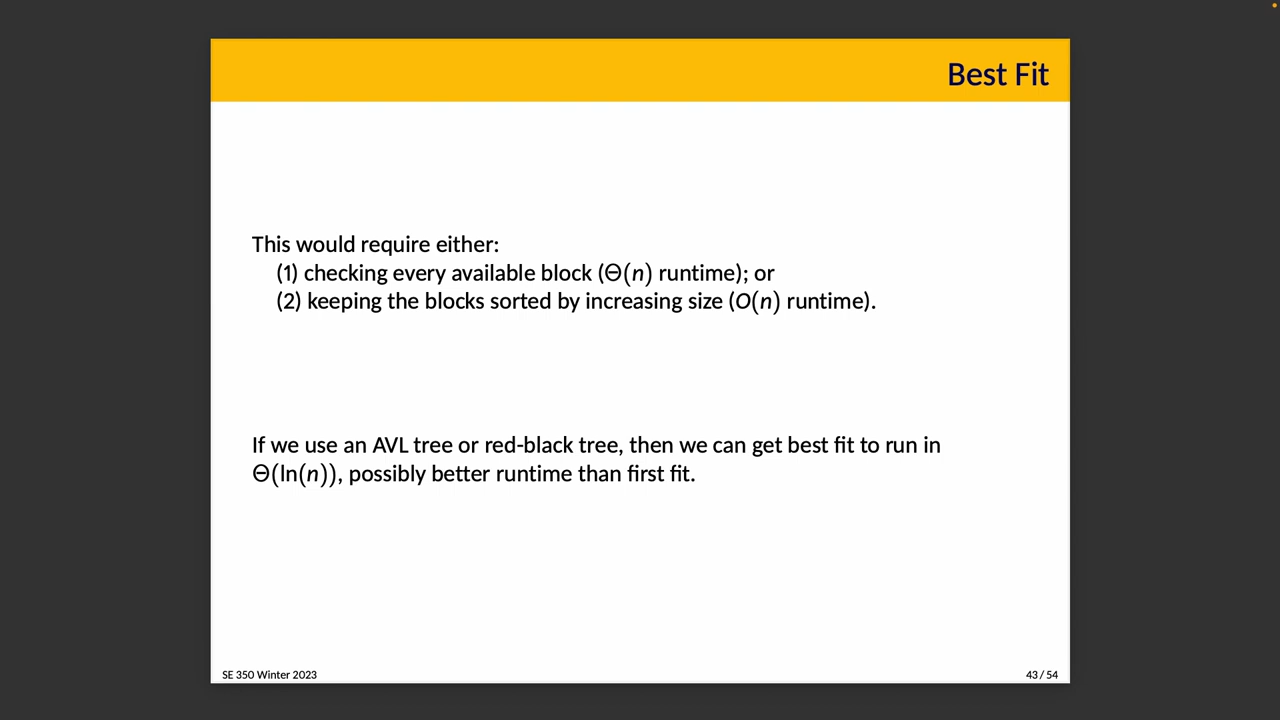 Best Fit
This would require either:
(1) checking every available block (Θ(n) runtime); or
(2) keeping the blocks sorted by increasing size (O(n) runtime).
If we use an AVL tree or red-black tree, then we can get best fit to run in
Θ(ln(n)), possibly better runtime than first fit.
SE 350 Winter 2023
43 / 54